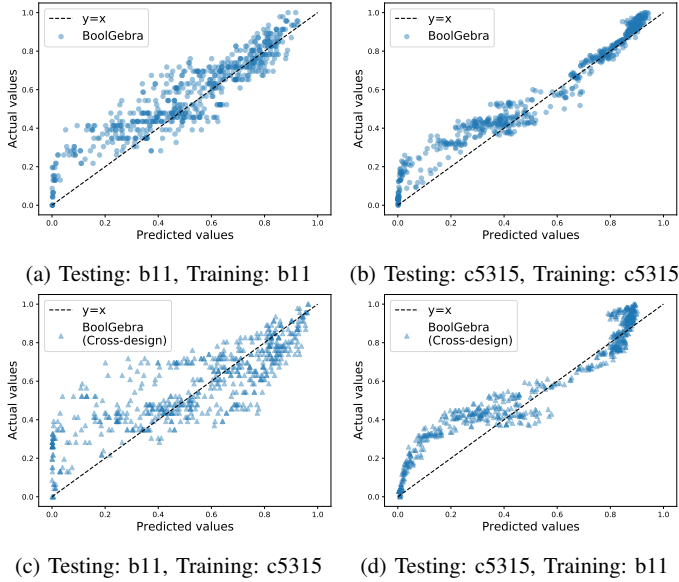 1.0
0.8
0.6
0.4
0.2
0.0
Actual values
y=x
BoolGebra
0.0 0.2 0.4 0.6 0.8 1.0
Predicted values
(a) Testing: b11, Training: b11
1.0
0.8
0.6
0.4
0.2
0.0
Actual values
y=x
BoolGebra
0.0 0.2 0.4 0.6 0.8 1.0
Predicted values
(b) Testing: c5315, Training: c5315
1.0
0.8
0.6
0.4
0.2
0.0
Actual values
y=x
BoolGebra
(Cross-design)
0.0 0.2 0.4 0.6 0.8 1.0
Predicted values
(c) Testing: b11, Training: c5315
1.0
0.8
0.6
0.4
0.2
0.0
Actual values
y=x
BoolGebra
(Cross-design)
0.0 0.2 0.4 0.6 0.8 1.0
Predicted values
(d) Testing: c5315, Training: b11